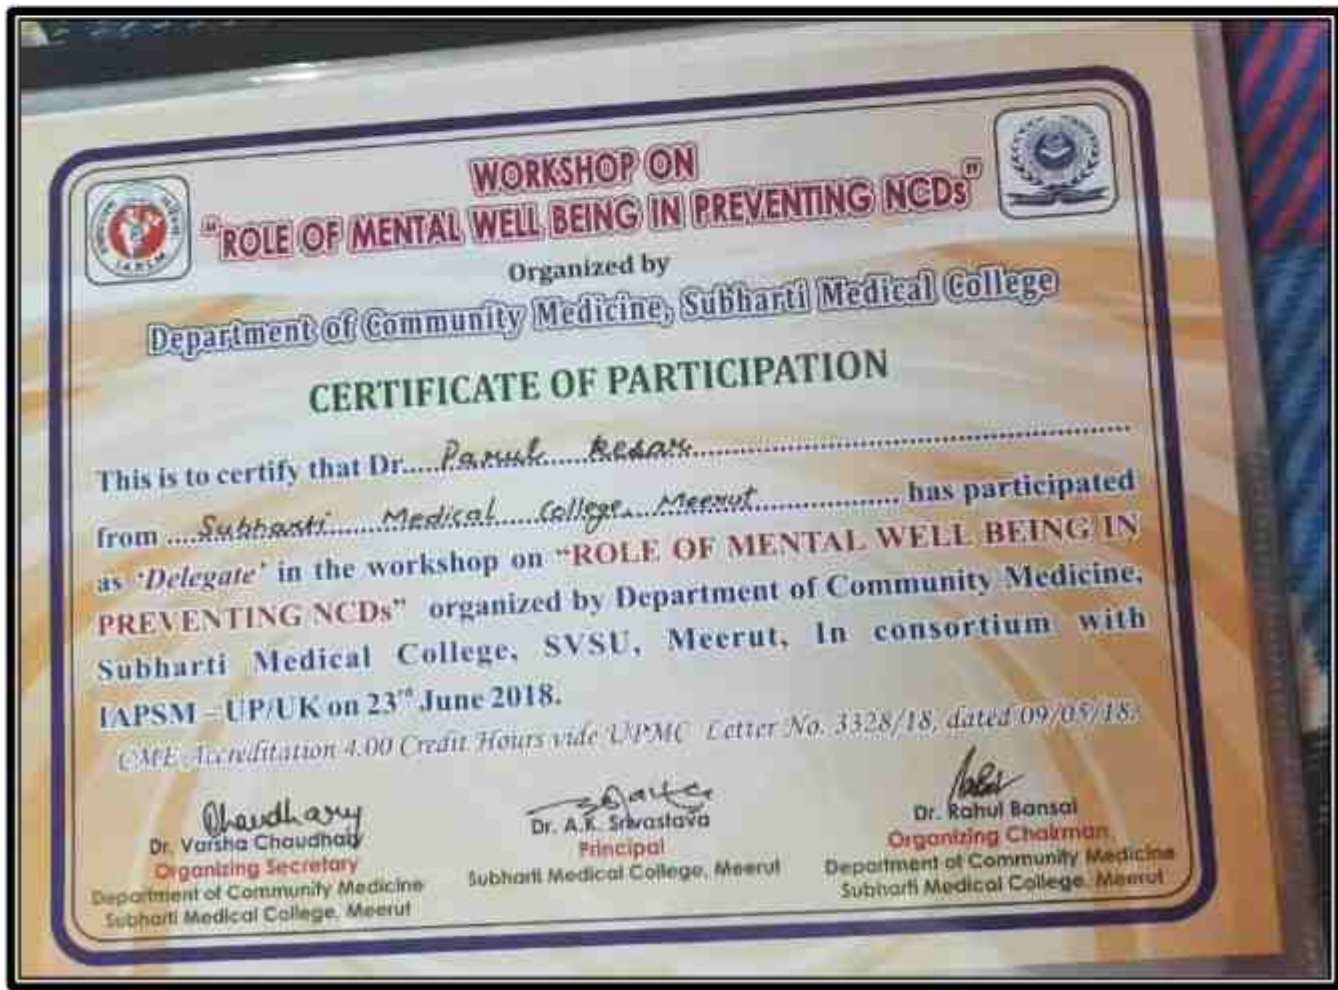 WORKSHOP ON
"ROLE OF MENTAL WELL BEING IN PREVENTING NCDs"
Organized by
Department of Community Medicine, Subharti Medical College
CERTIFICATE OF PARTICIPATION
This is to certify that Dr.... Parul Kesar
from .... Subharti Medical College, Meerut ............ has participated
as 'Delegate' in the workshop on "ROLE OF MENTAL WELL BEING IN
PREVENTING NCDs" organized by Department of Community Medicine,
Subharti Medical College, SVSU, Meerut, In consortium with
IAPSM – UP/UK on 23rd June 2018.
CME Accreditation 4.00 Credit Hours vide UPMC Letter No. 3328/18, dated 09/05/18.
Chaudhary
Dr. Varsha Chaudhary
Organizing Secretary
Department of Community Medicine
Subharti Medical College, Meerut
Dr. A.K. Srivastava
Principal
Subharti Medical College, Meerut
Dr. Rahul Bansal
Organizing Chairman
Department of Community Medicine
Subharti Medical College, Meerut